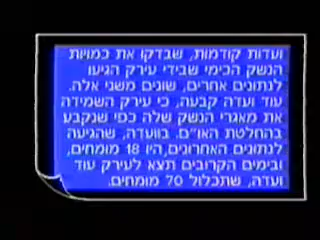 ועדות קודמות, שבדקו את כמויות
הנשק הכימי שבידי עירק הגיעו
לנתונים אחרים, שונים משני אלה.
עוד ועדה קבעה, כי עירק השמידה
את מאגרי הנשק שלה כפי שנקבע
בהחלטת האו״ם. בוועדה, שהגיעה
לנתונים האחרונים,היו 18 מומחים,
ובימים הקרובים תצא לעירק עוד
ועדה, שתכלול 70 מומחים.